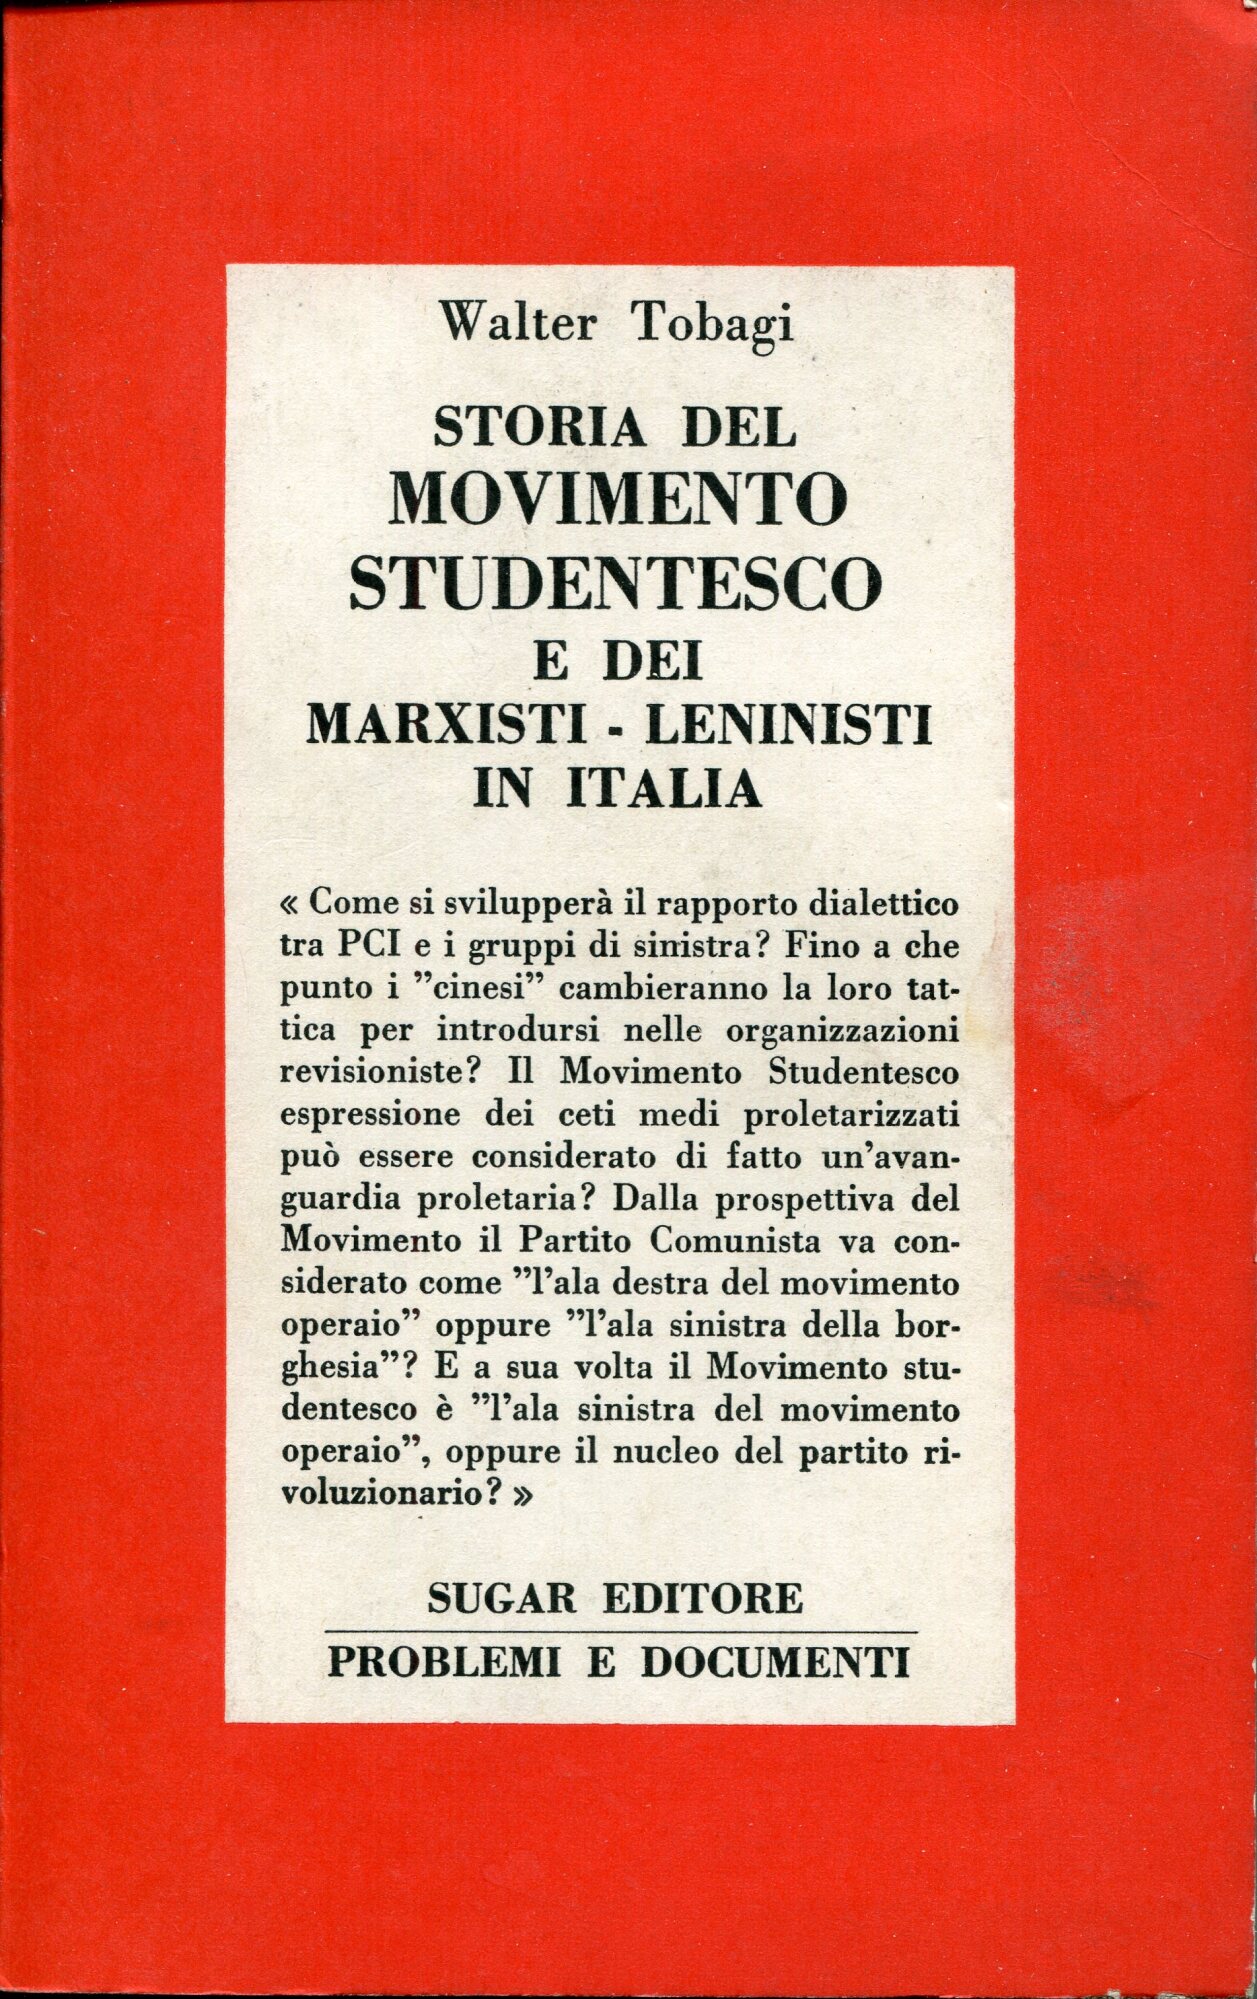 Walter Tobagi
STORIA DEL
MOVIMENTO
STUDENTESCO
E DEI
MARXISTI - LENINISTI
IN ITALIA
« Come si svilupperà il rapporto dialettico
tra PCI e i gruppi di sinistra? Fino a che
punto i ”cinesi” cambieranno la loro tat-
tica per introdursi nelle organizzazioni
revisioniste? Il Movimento Studentesco
espressione dei ceti medi proletarizzati
può essere considerato di fatto un’avan-
guardia proletaria? Dalla prospettiva del
Movimento il Partito Comunista va con-
siderato come ”l’ala destra del movimento
operaio” oppure ”l’ala sinistra della bor-
ghesia”? E a sua volta il Movimento stu-
dentesco è ”l’ala sinistra del movimento
operaio”, oppure il nucleo del partito ri-
voluzionario? »
SUGAR EDITORE
PROBLEMI E DOCUMENTI